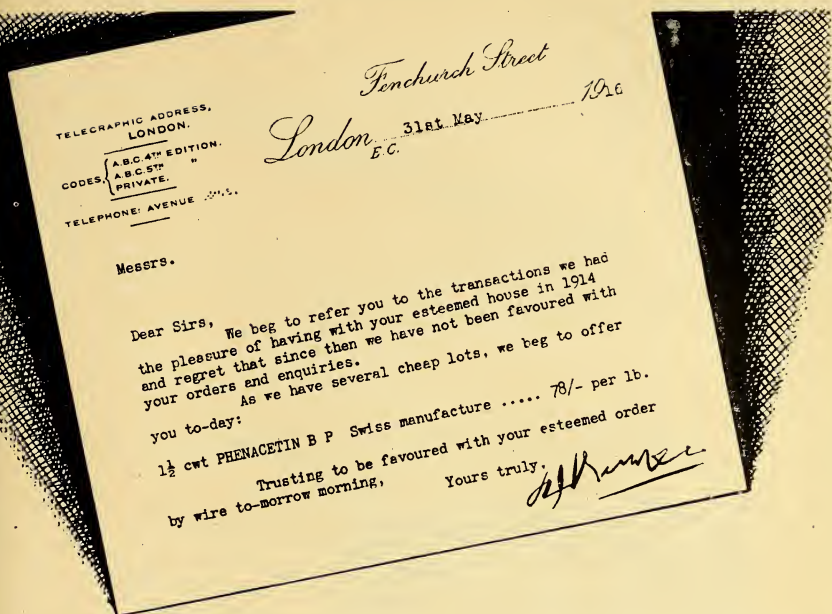 Fenchurch Street
TELEGRAPHIC ADDRESS,
LONDON.
CODES, A.B.C. 4TH EDITION.
A.B.C. 5TH "
PRIVATE.
TELEPHONE: AVENUE
London E.C. 31st May 1916
Messrs.
Dear Sirs,
We beg to refer you to the transactions we had
the pleasure of having with your esteemed house in 1914
and regret that since then we have not been favoured with
your orders and enquiries.
As we have several cheap lots, we beg to offer
you to-day:
1½ cwt PHENACETIN B P Swiss manufacture ..... 78/- per lb.
Trusting to be favoured with your esteemed order
by wire to-morrow morning,
Yours truly,